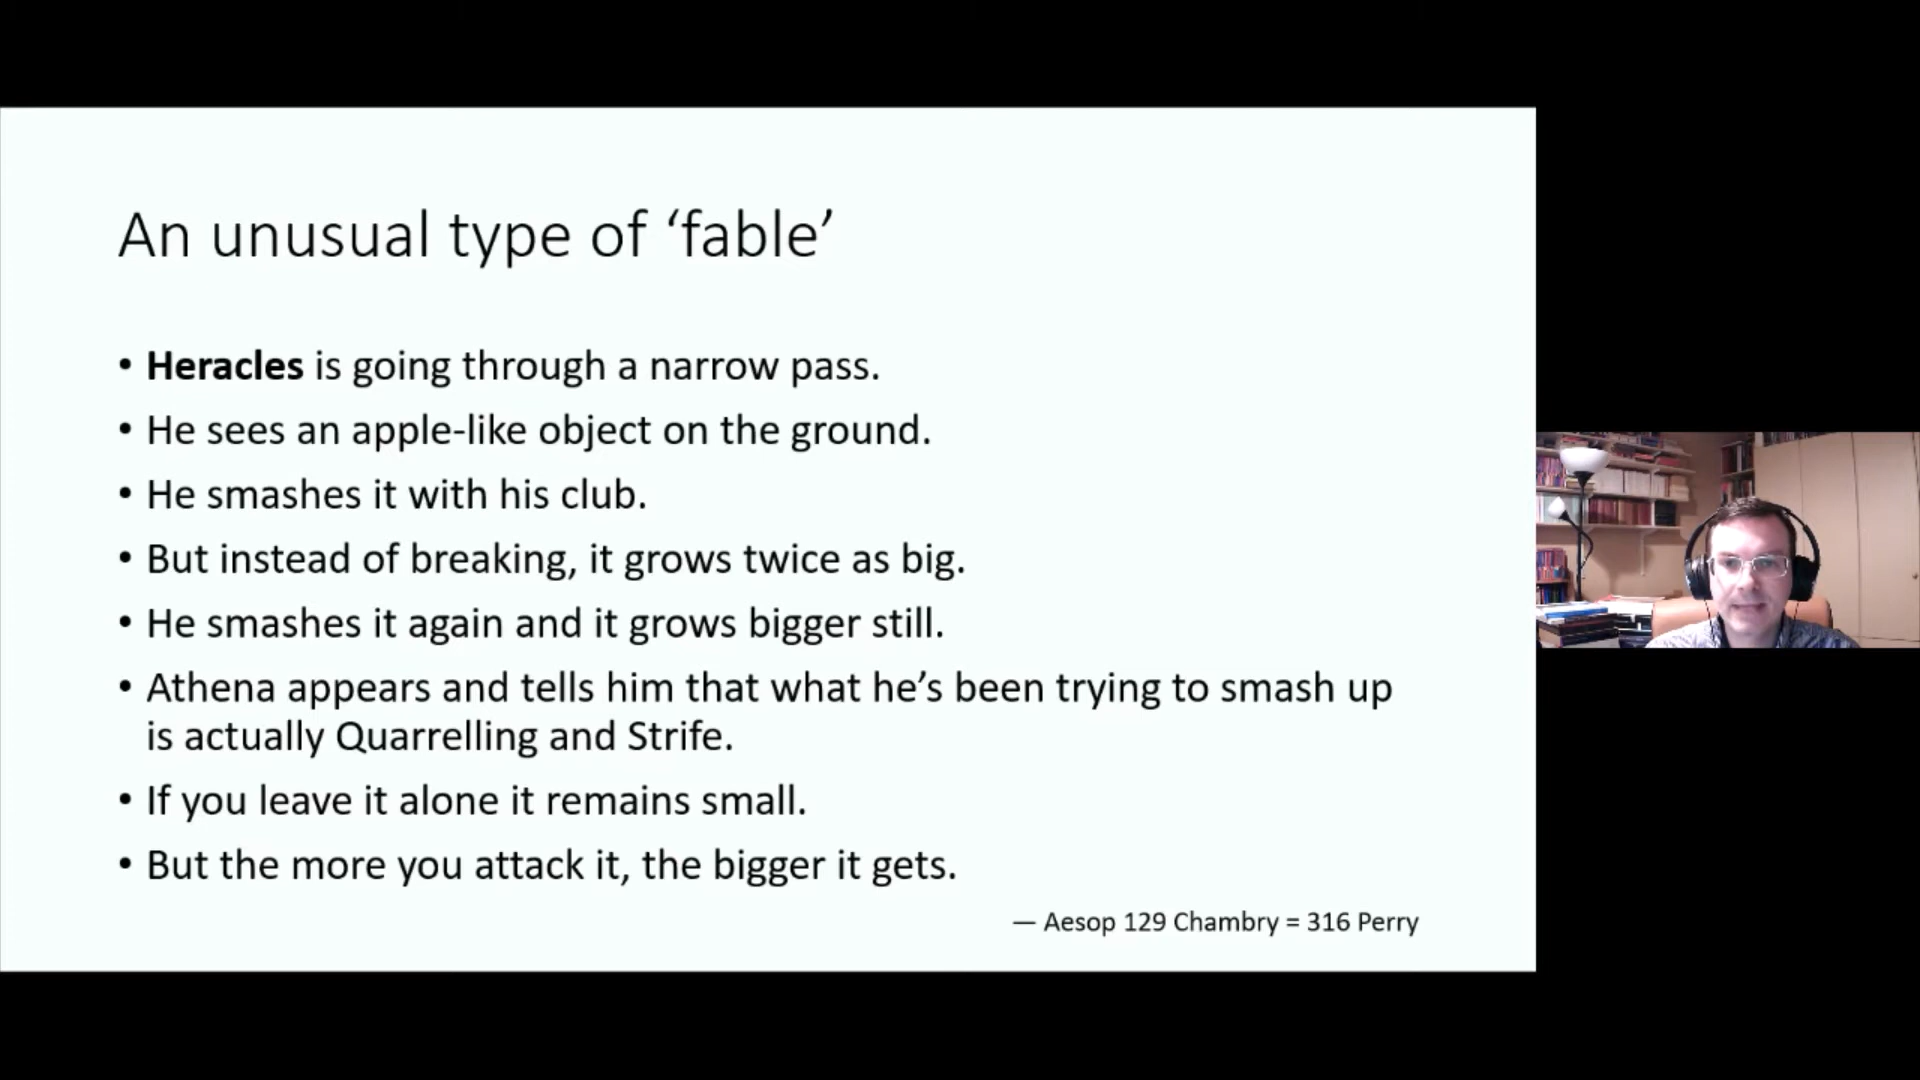 An unusual type of ‘fable’
• Heracles is going through a narrow pass.
• He sees an apple-like object on the ground.
• He smashes it with his club.
• But instead of breaking, it grows twice as big.
• He smashes it again and it grows bigger still.
• Athena appears and tells him that what he’s been trying to smash up
is actually Quarrelling and Strife.
• If you leave it alone it remains small.
• But the more you attack it, the bigger it gets.
— Aesop 129 Chambry = 316 Perry